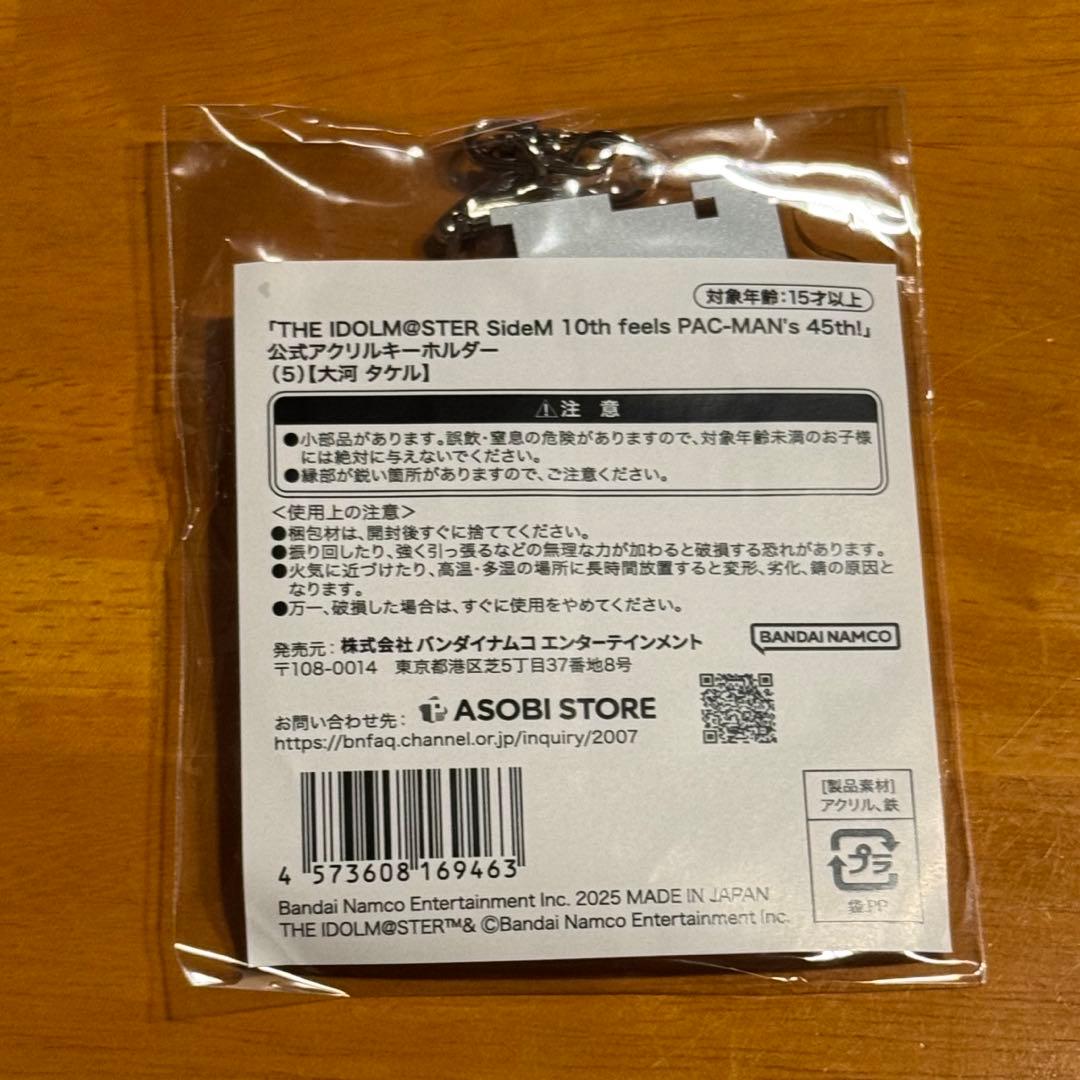 対象年齢:15才以上
「THE IDOLM@STER SideM 10th feels PAC-MAN's 45th!」
公式アクリルキーホルダー
(5)【大河 タケル】
⚠注 意
●小部品があります。誤飲・窒息の危険がありますので、対象年齢未満のお子様
には絶対に与えないでください。
●縁部が鋭い箇所がありますので、ご注意ください。
＜使用上の注意＞
●梱包材は、開封後すぐに捨ててください。
●振り回したり、強く引っ張るなどの無理な力が加わると破損する恐れがあります。
●火気に近づけたり、高温・多湿の場所に長時間放置すると変形、劣化、錆の原因と
なります。
●万一、破損した場合は、すぐに使用をやめてください。
発売元：株式会社 バンダイナムコ エンターテインメント
〒108-0014 東京都港区芝5丁目37番地8号
BANDAI NAMCO
お問い合わせ先： ASOBI STORE
https://bnfaq.channel.or.jp/inquiry/2007
4 573608 169463
[製品素材]
アクリル、鉄
プラ
袋:PP
Bandai Namco Entertainment Inc. 2025 MADE IN JAPAN
THE IDOLM@STER™& ©Bandai Namco Entertainment Inc.